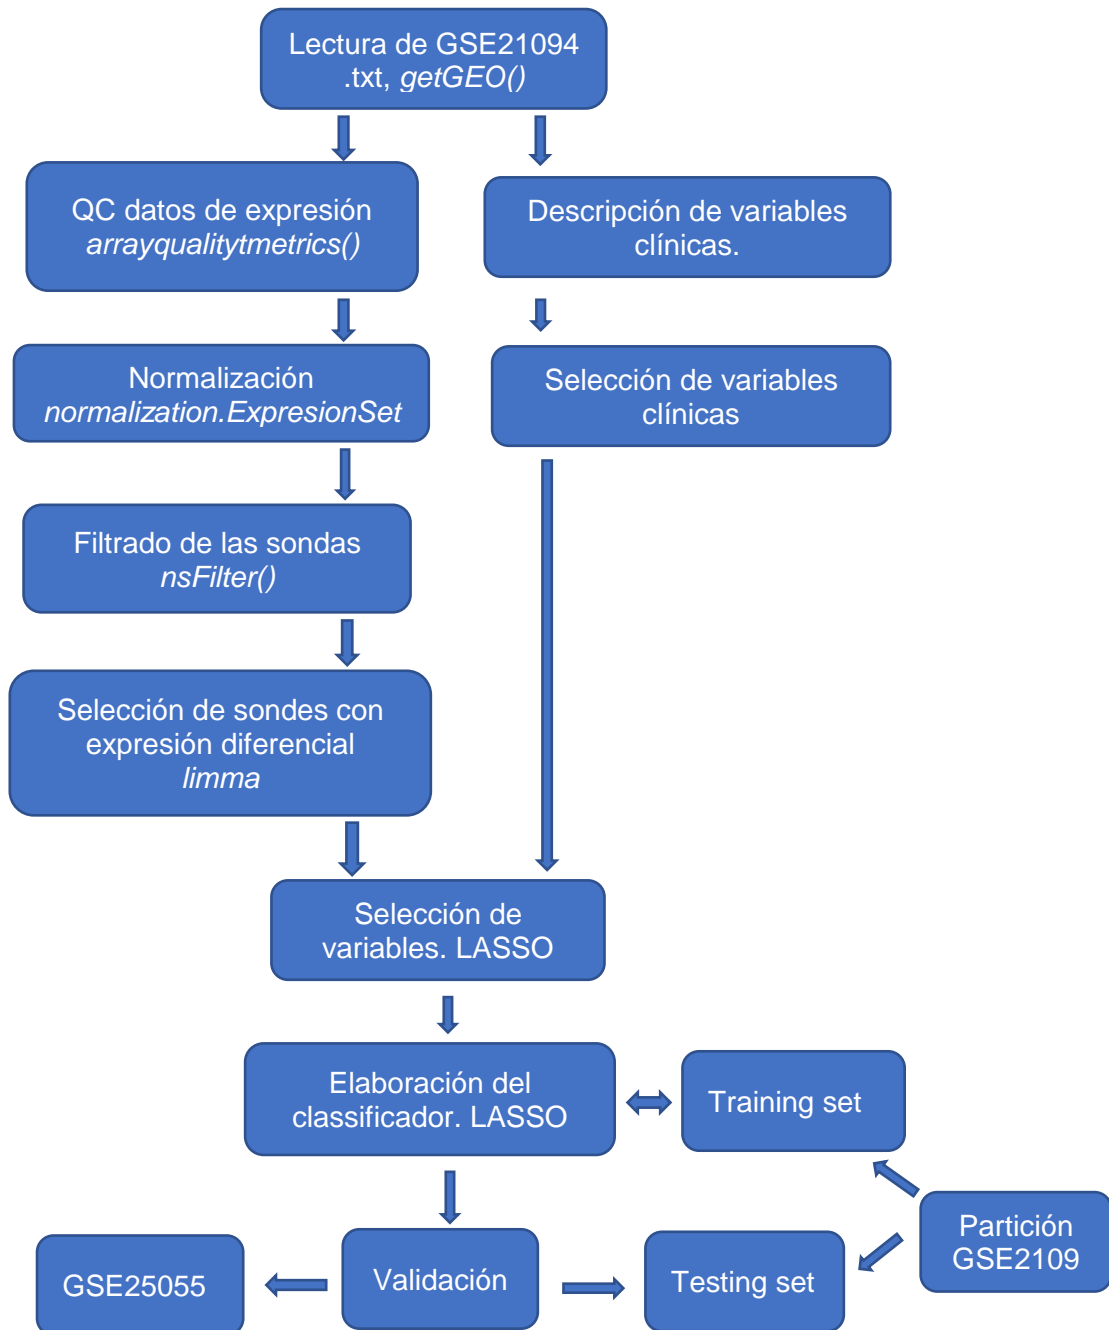 Lectura de GSE21094
.txt, getGEO()
QC datos de expresión
arrayqualitytmetrics()
Descripción de variables
clínicas.
Normalización
normalization.ExpresionSet
Selección de variables
clínicas
Filtrado de las sondas
nsFilter()
Selección de sondes con
expresión diferencial
limma
Selección de
variables. LASSO
Elaboración del
classificador. LASSO
Training set
Partición
GSE2109
GSE25055
Validación
Testing set